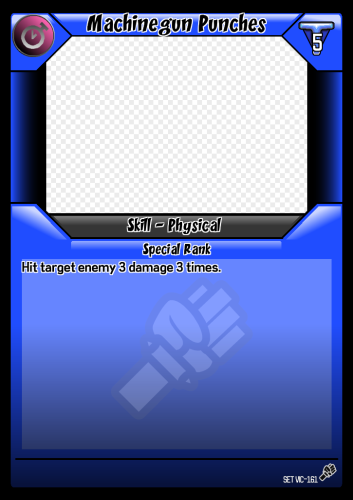 Machinegun Punches
5
Skill - Physical
Special Rank
Hit target enemy 3 damage 3 times.
SET VIC-161